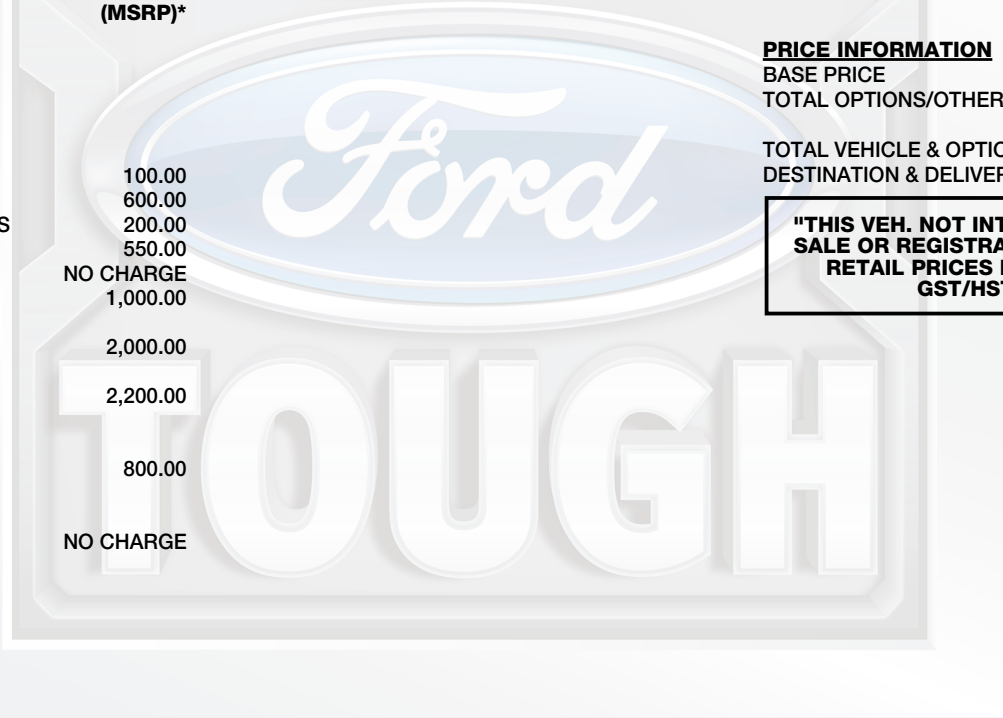 (MSRP)*
100.00
600.00
S 200.00
550.00
NO CHARGE
1,000.00
2,000.00
2,200.00
800.00
NO CHARGE
PRICE INFORMATION
BASE PRICE
TOTAL OPTIONS/OTHER
TOTAL VEHICLE & OPTIO
DESTINATION & DELIVER
"THIS VEH. NOT INT
SALE OR REGISTRA
RETAIL PRICES
GST/HST
Ford
TOUGH